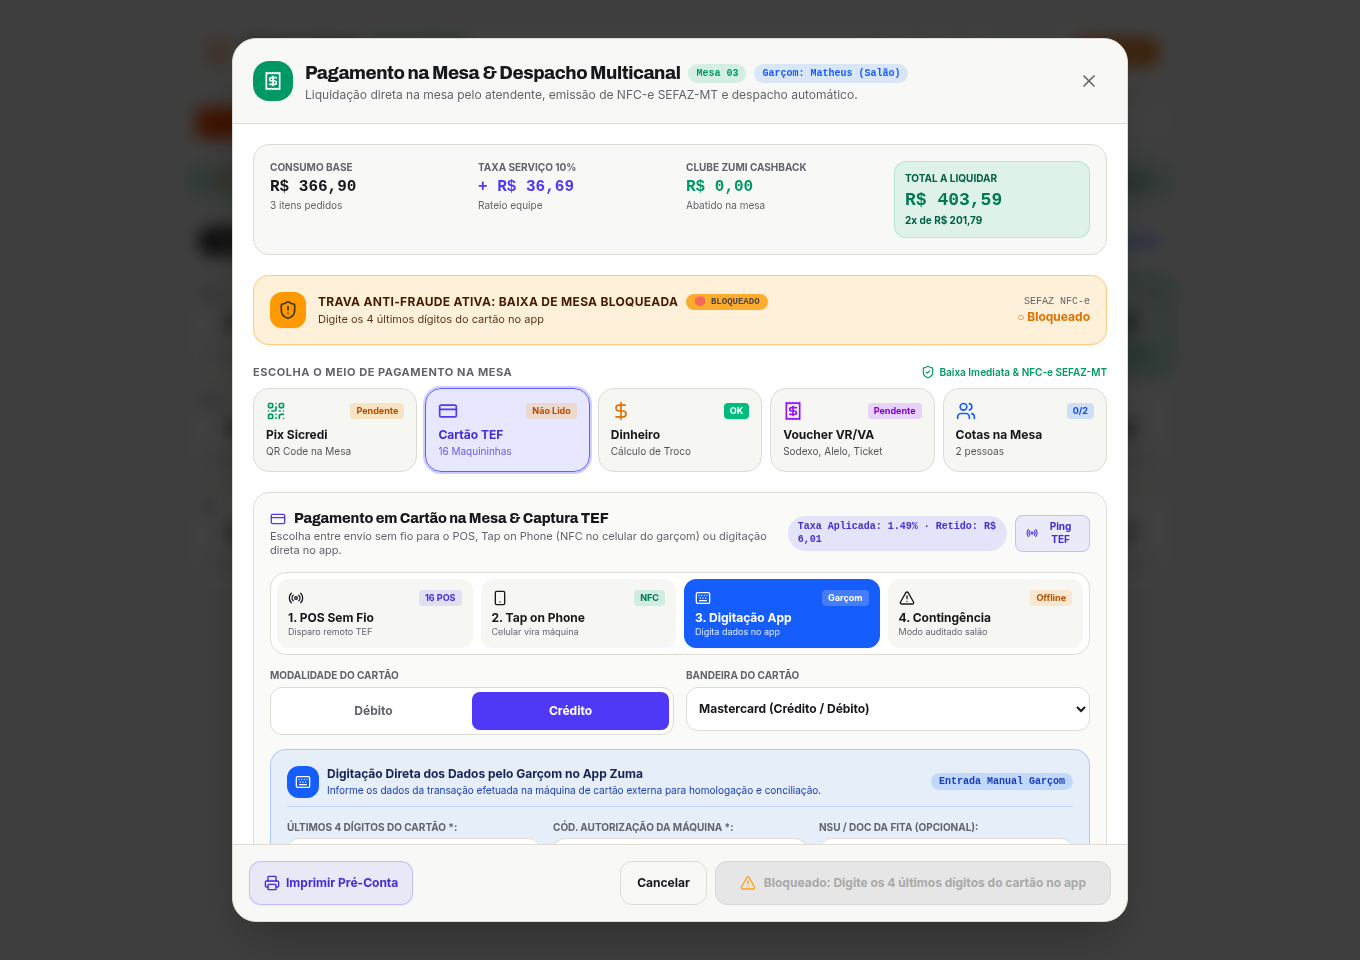 Pagamento na Mesa & Despacho Multicanal
Mesa 03
Garçom: Matheus (Salão)
Liquidação direta na mesa pelo atendente, emissão de NFC-e SEFAZ-MT e despacho automático.
CONSUMO BASE
R$ 366,90
3 itens pedidos
TAXA SERVIÇO 10%
+ R$ 36,69
Rateio equipe
CLUBE ZUMI CASHBACK
R$ 0,00
Abatido na mesa
TOTAL A LIQUIDAR
R$ 403,59
2x de R$ 201,79
TRAVA ANTI-FRAUDE ATIVA: BAIXA DE MESA BLOQUEADA
BLOQUEADO
Digite os 4 últimos dígitos do cartão no app
SEFAZ NFC-e
○ Bloqueado
ESCOLHA O MEIO DE PAGAMENTO NA MESA
Baixa Imediata & NFC-e SEFAZ-MT
Pendente
Pix Sicredi
QR Code na Mesa
Não Lido
Cartão TEF
16 Maquininhas
OK
Dinheiro
Cálculo de Troco
Pendente
Voucher VR/VA
Sodexo, Alelo, Ticket
0/2
Cotas na Mesa
2 pessoas
Pagamento em Cartão na Mesa & Captura TEF
Escolha entre envio sem fio para o POS, Tap on Phone (NFC no celular do garçom) ou digitação
direta no app.
Taxa Aplicada: 1.49% · Retido: R$
6,01
Ping
TEF
16 POS
1. POS Sem Fio
Disparo remoto TEF
NFC
2. Tap on Phone
Celular vira máquina
Garçom
3. Digitação App
Digita dados no app
Offline
4. Contingência
Modo auditado salão
MODALIDADE DO CARTÃO
Débito
Crédito
BANDEIRA DO CARTÃO
Mastercard (Crédito / Débito)
Digitação Direta dos Dados pelo Garçom no App Zuma
Informe os dados da transação efetuada na máquina de cartão externa para homologação e conciliação.
Entrada Manual Garçom
ÚLTIMOS 4 DÍGITOS DO CARTÃO *:
CÓD. AUTORIZAÇÃO DA MÁQUINA *:
NSU / DOC DA FITA (OPCIONAL):
Imprimir Pré-Conta
Cancelar
Bloqueado: Digite os 4 últimos dígitos do cartão no app